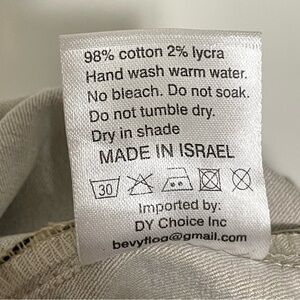 98% cotton 2% lycra
Hand wash warm water.
No bleach. Do not soak.
Do not tumble dry.
Dry in shade
MADE IN ISRAEL
30
Imported by:
DY Choice Inc
bevyflog@gmail.com